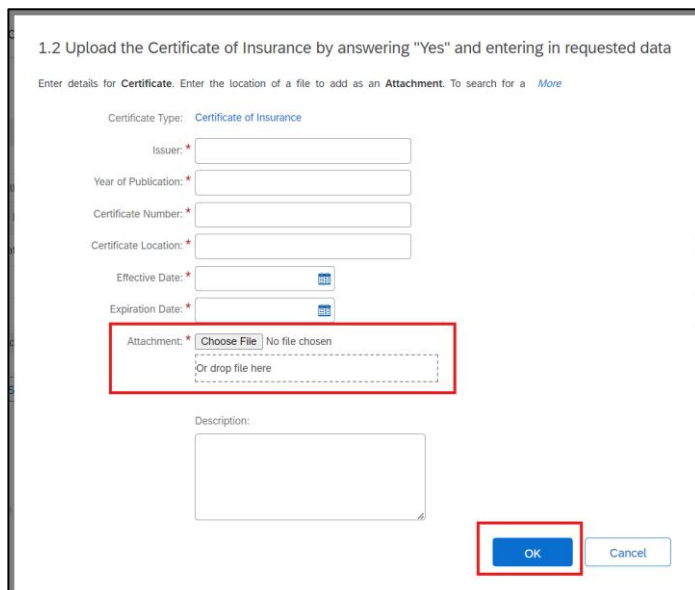 1.2 Upload the Certificate of Insurance by answering "Yes" and entering in requested data
Enter details for Certificate. Enter the location of a file to add as an Attachment. To search for a More
Certificate Type: Certificate of Insurance
Issuer: *
Year of Publication: *
Certificate Number: *
Certificate Location: *
Effective Date: *
Expiration Date: *
Attachment: * Choose File No file chosen
Or drop file here
Description:
OK Cancel